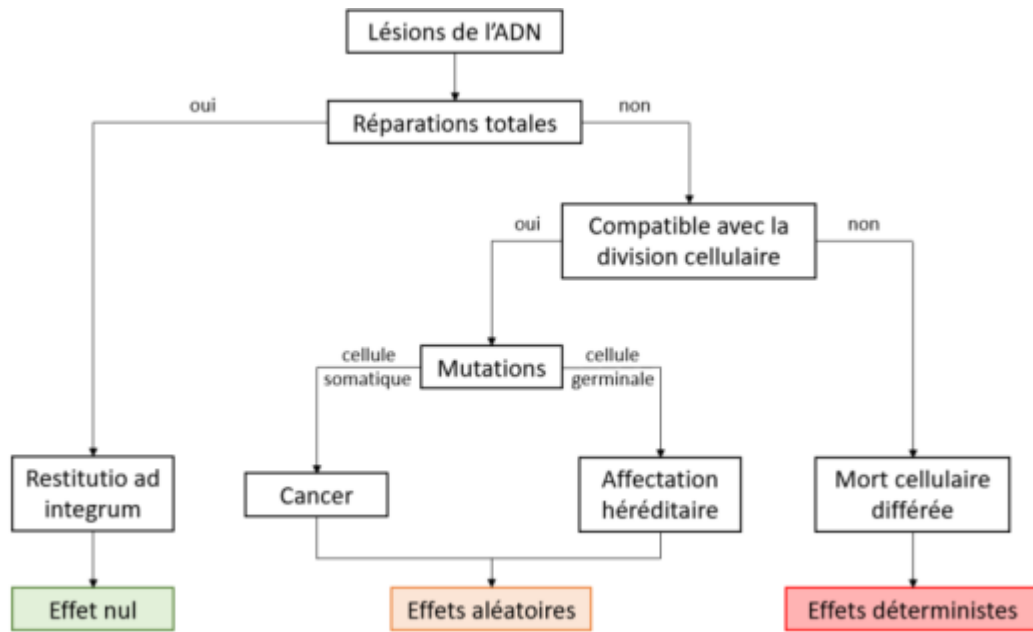 Lésions de l'ADN
oui
Réparations totales
non
oui
Compatible avec la
division cellulaire
non
cellule
somatique
Mutations
cellule
germinale
Restitutio ad
integrum
Cancer
Affectation
héréditaire
Mort cellulaire
différée
Effet nul
Effets aléatoires
Effets déterministes